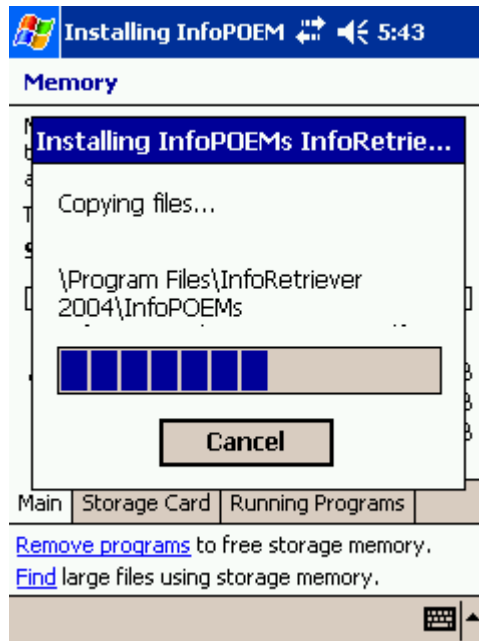 Installing InfoPOEM 5:43
Memory
Installing InfoPOEMs InfoRetrie...
Copying files...
\Program Files\InfoRetriever
2004\InfoPOEMs
Cancel
Main Storage Card Running Programs
Remove programs to free storage memory.
Find large files using storage memory.